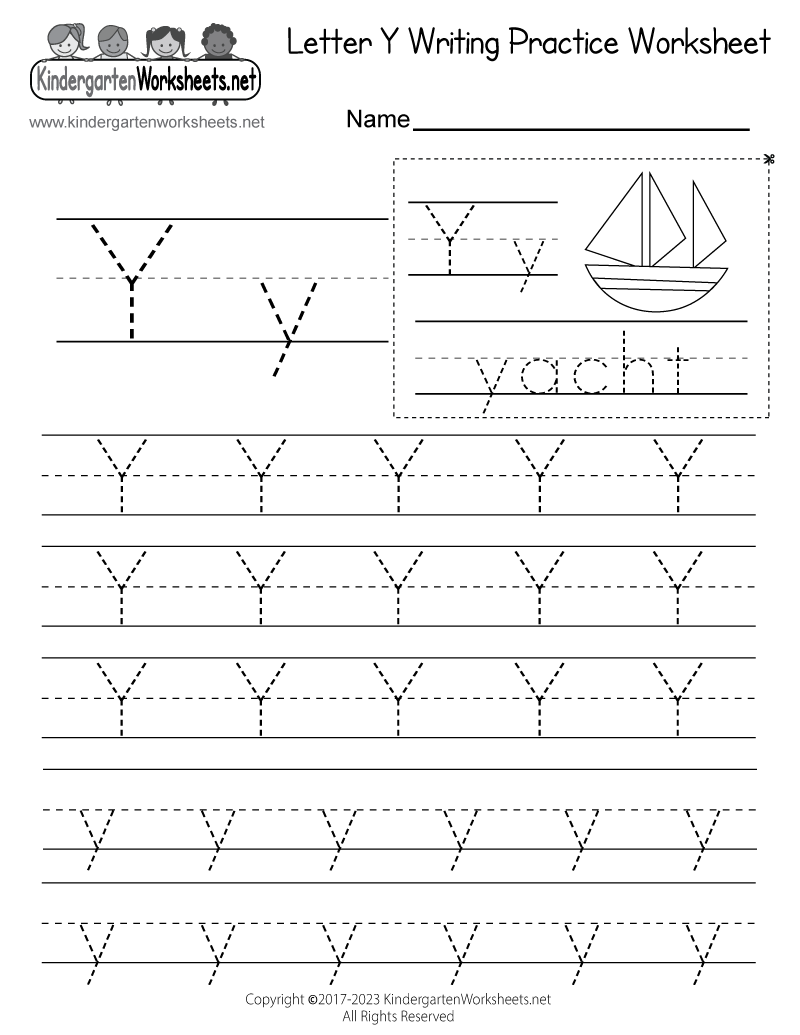 KindergartenWorksheets.net
www.kindergartenworksheets.net
Letter Y Writing Practice Worksheet
Name
Y y
Y y
yacht
Y Y Y Y Y
Y Y Y Y Y
Y Y Y Y Y
y y y y y y
y y y y y y
Copyright ©2017-2023 KindergartenWorksheets.net
All Rights Reserved